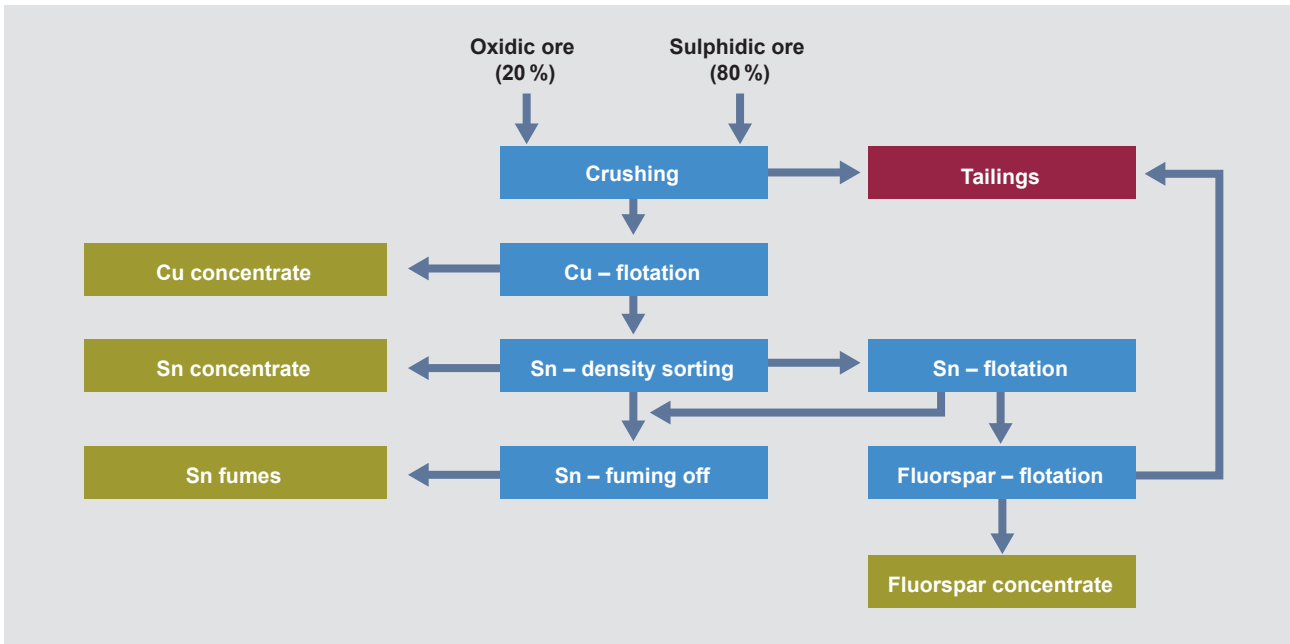 Oxidic ore
(20 %)
Sulphidic ore
(80 %)
Crushing
Tailings
Cu concentrate
Cu – flotation
Sn concentrate
Sn – density sorting
Sn – flotation
Sn fumes
Sn – fuming off
Fluorspar – flotation
Fluorspar concentrate